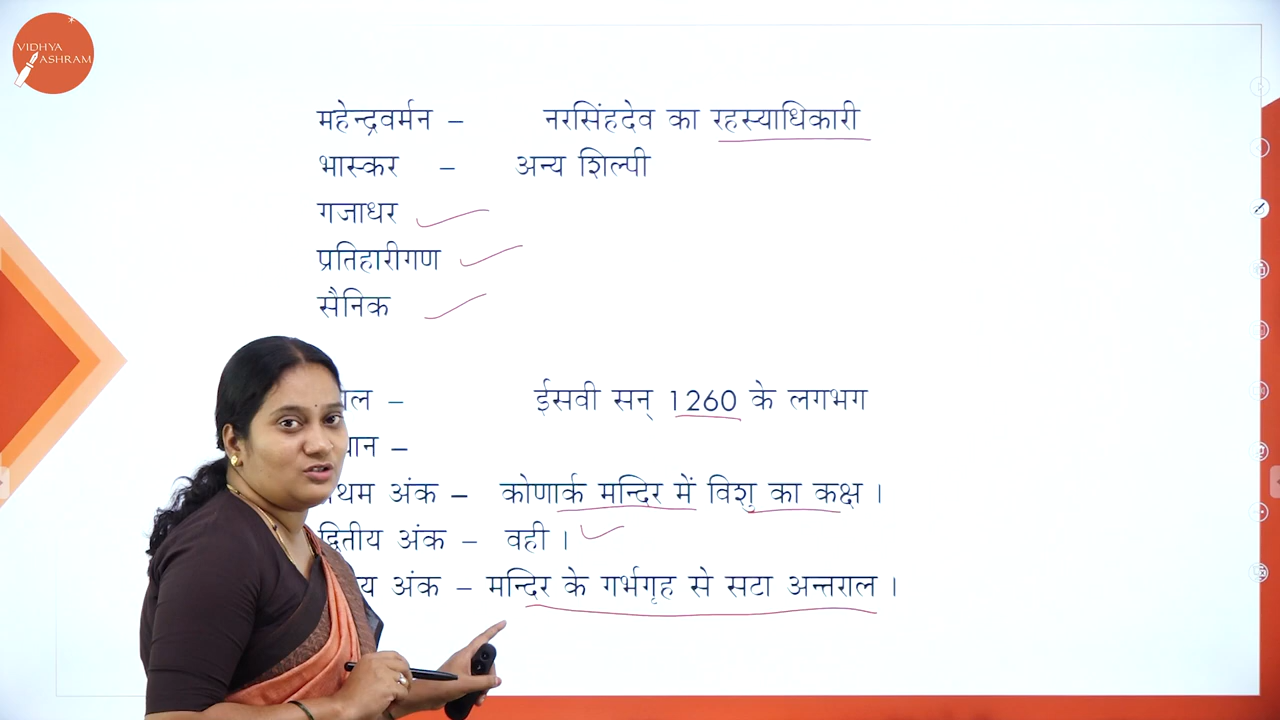 VIDHYA
ASHRAM
महेन्द्रवर्मन – नरसिंहदेव का रहस्याधिकारी
भास्कर – अन्य शिल्पी
गजाधर
प्रतिहारीगण
सैनिक
– ईसवी सन् 1260 के लगभग
–
अंक – कोणार्क मन्दिर में विशु का कक्ष ।
द्वितीय अंक – वही ।
अंक – मन्दिर के गर्भगृह से सटा अन्तराल ।